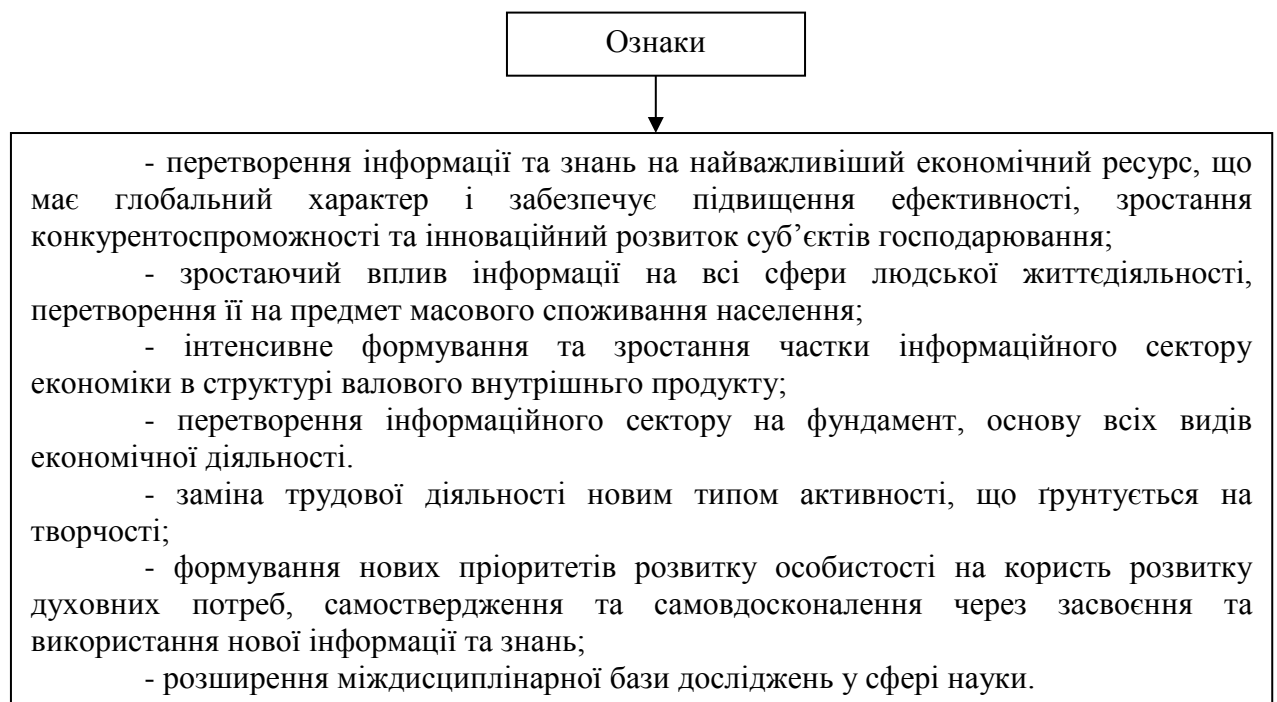 Ознаки
- перетворення інформації та знань на найважливіший економічний ресурс, що
має глобальний характер і забезпечує підвищення ефективності, зростання
конкурентоспроможності та інноваційний розвиток суб’єктів господарювання;
- зростаючий вплив інформації на всі сфери людської життєдіяльності,
перетворення її на предмет масового споживання населення;
- інтенсивне формування та зростання частки інформаційного сектору
економіки в структурі валового внутрішньго продукту;
- перетворення інформаційного сектору на фундамент, основу всіх видів
економічної діяльності.
- заміна трудової діяльності новим типом активності, що ґрунтується на
творчості;
- формування нових пріоритетів розвитку особистості на користь розвитку
духовних потреб, самоствердження та самовдосконалення через засвоєння та
використання нової інформації та знань;
- розширення міждисциплінарної бази досліджень у сфері науки.